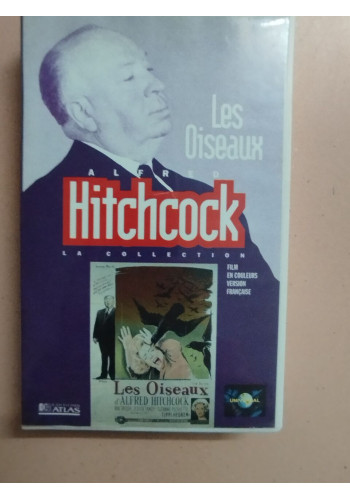 Les
Oiseaux
ALFRED
Hitchcock
LA COLLECTION
FILM
EN COULEURS
VERSION
FRANÇAISE
Les Oiseaux
d'ALFRED HITCHCOCK
UNIVERSAL
ATLAS